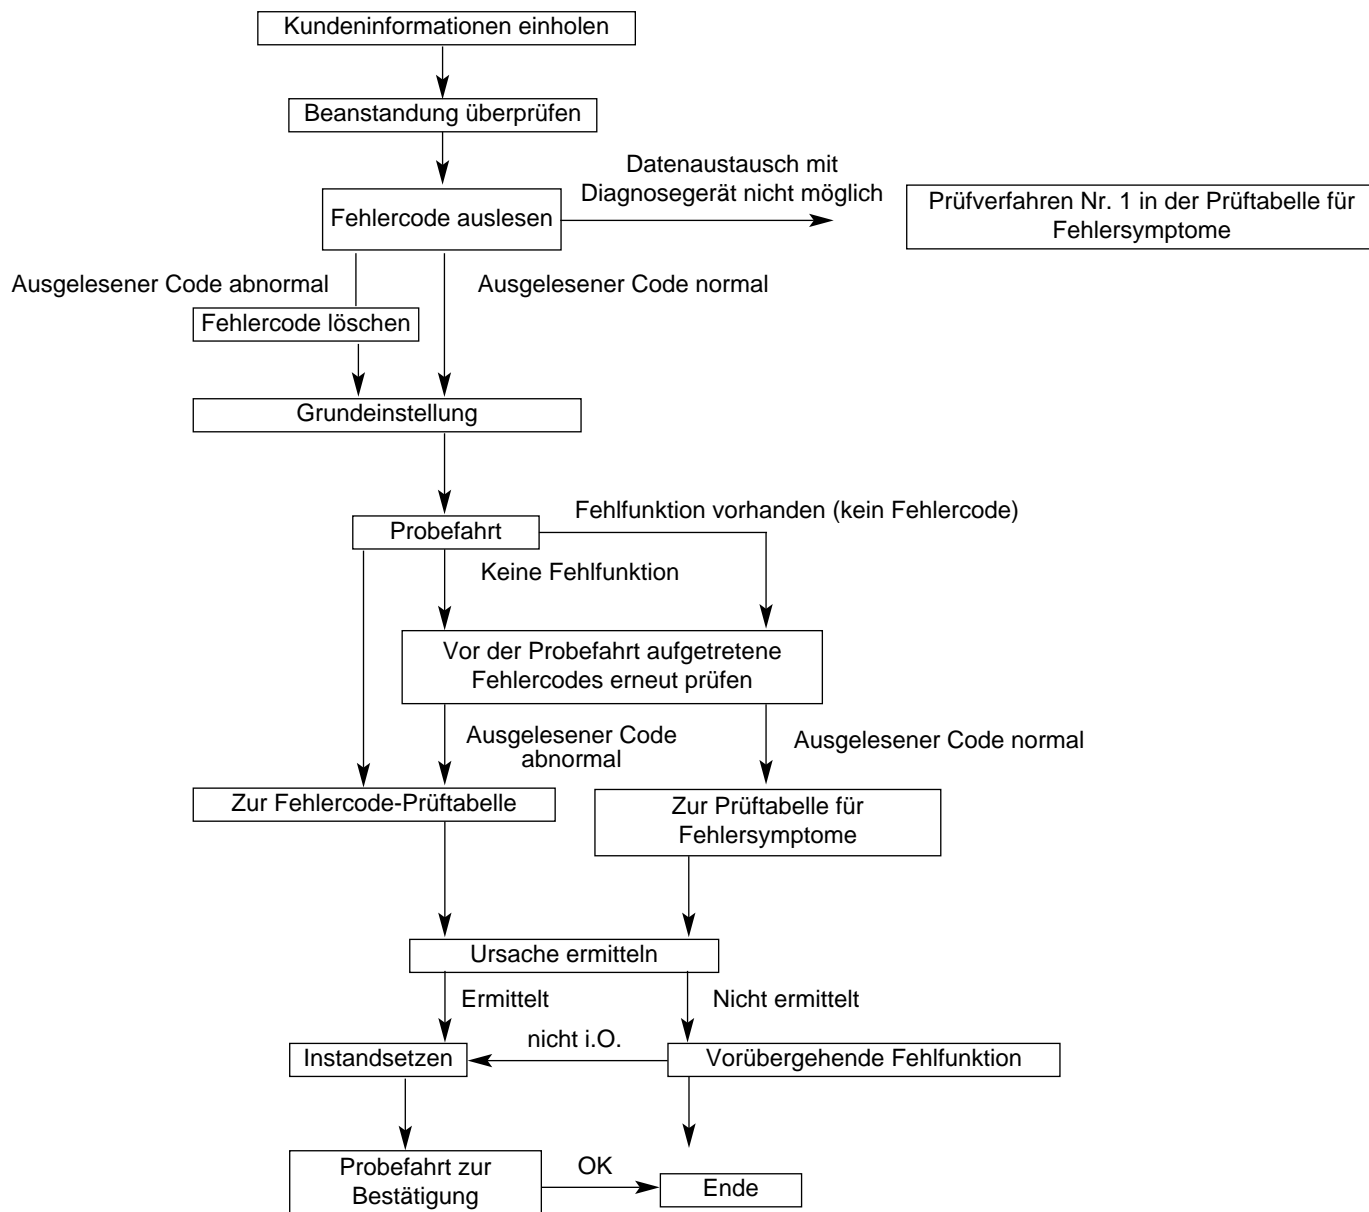 Kundeninformationen einholen
Beanstandung überprüfen
Datenaustausch mit
Diagnosegerät nicht möglich
Fehlercode auslesen
Prüfverfahren Nr. 1 in der Prüftabelle für
Fehlersymptome
Ausgelesener Code abnormal
Ausgelesener Code normal
Fehlercode löschen
Grundeinstellung
Fehlfunktion vorhanden (kein Fehlercode)
Probefahrt
Keine Fehlfunktion
Vor der Probefahrt aufgetretene
Fehlercodes erneut prüfen
Ausgelesener Code
abnormal
Ausgelesener Code normal
Zur Fehlercode-Prüftabelle
Zur Prüftabelle für
Fehlersymptome
Ursache ermitteln
Ermittelt
Nicht ermittelt
nicht i.O.
Instandsetzen
Vorübergehende Fehlfunktion
Probefahrt zur
Bestätigung
OK
Ende